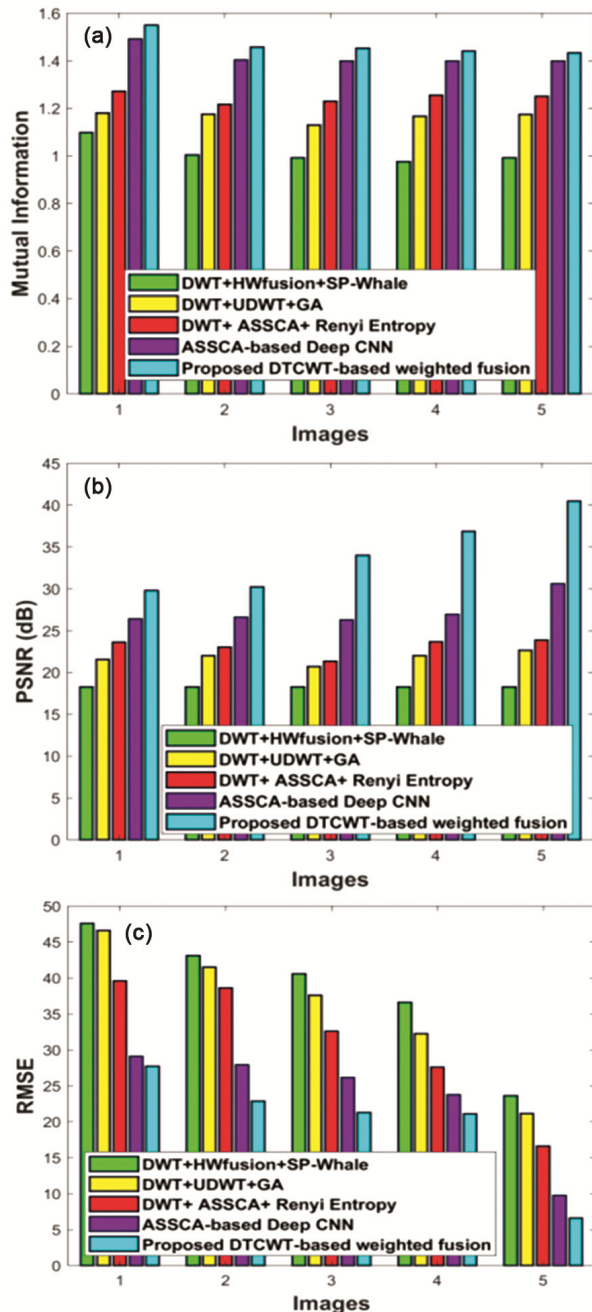 (a)
1.6
1.4
1.2
1
0.8
0.6
0.4
0.2
0
Mutual Information
DWT+HWfusion+SP-Whale
DWT+UDWT+GA
DWT+ ASSCA+ Renyi Entropy
ASSCA-based Deep CNN
Proposed DTCWT-based weighted fusion
1 2 3 4 5
Images
(b)
45
40
35
30
25
20
15
10
5
0
PSNR (dB)
DWT+HWfusion+SP-Whale
DWT+UDWT+GA
DWT+ ASSCA+ Renyi Entropy
ASSCA-based Deep CNN
Proposed DTCWT-based weighted fusion
1 2 3 4 5
Images
(c)
50
45
40
35
30
25
20
15
10
5
0
RMSE
DWT+HWfusion+SP-Whale
DWT+UDWT+GA
DWT+ ASSCA+ Renyi Entropy
ASSCA-based Deep CNN
Proposed DTCWT-based weighted fusion
1 2 3 4 5
Images